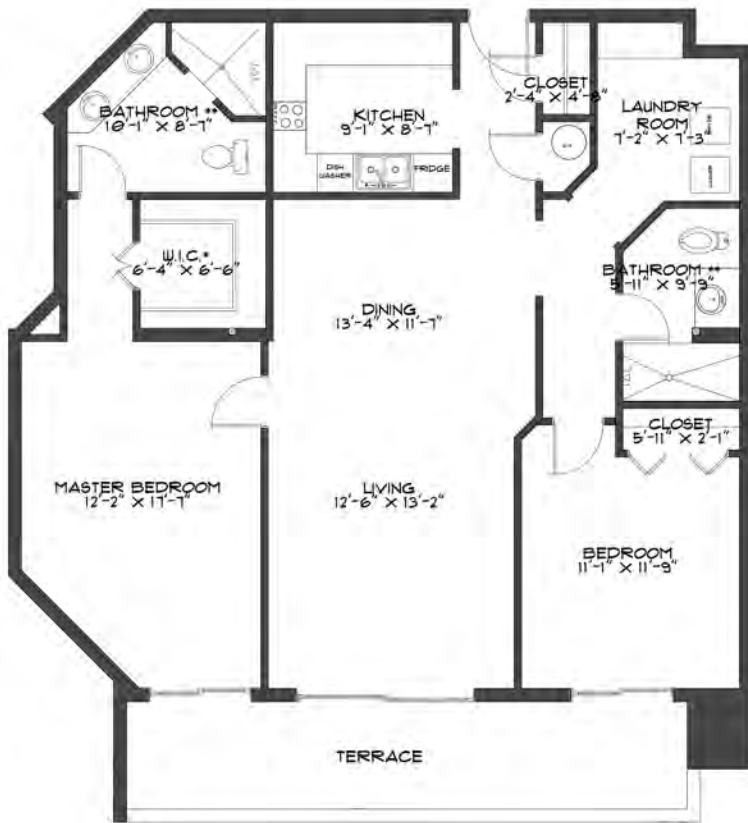 BATHROOM **
10'-1" X 8'-7"
KITCHEN
9'-1" X 8'-7"
DISH
WASHER
FRIDGE
CLOSET
2'-4" X 4'-8"
LAUNDRY
ROOM
7'-2" X 7'-3"
W.I.C.*
6'-4" X 6'-6"
BATHROOM **
5'-11" X 9'-9"
DINING
13'-4" X 11'-7"
CLOSET
5'-11" X 2'-1"
MASTER BEDROOM
12'-2" X 17'-7"
LIVING
12'-6" X 13'-2"
BEDROOM
11'-1" X 11'-9"
TERRACE